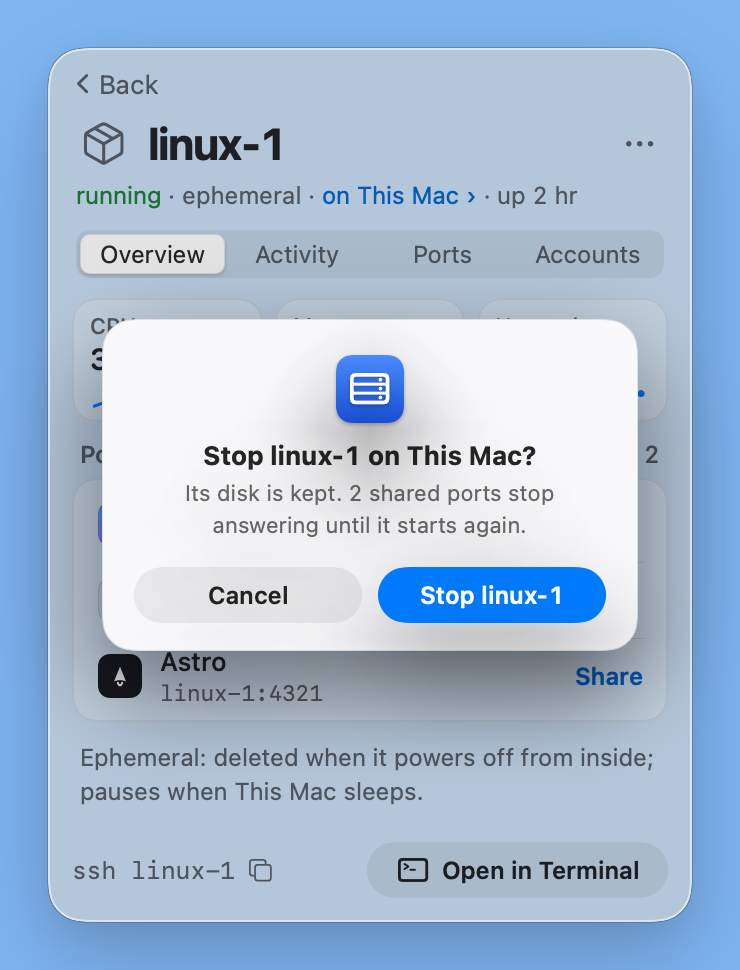 Back
linux-1
running · ephemeral · on This Mac › · up 2 hr
Overview Activity Ports Accounts
Stop linux-1 on This Mac?
Its disk is kept. 2 shared ports stop
answering until it starts again.
Cancel Stop linux-1
2
Astro
linux-1:4321
Share
Ephemeral: deleted when it powers off from inside;
pauses when This Mac sleeps.
ssh linux-1
Open in Terminal